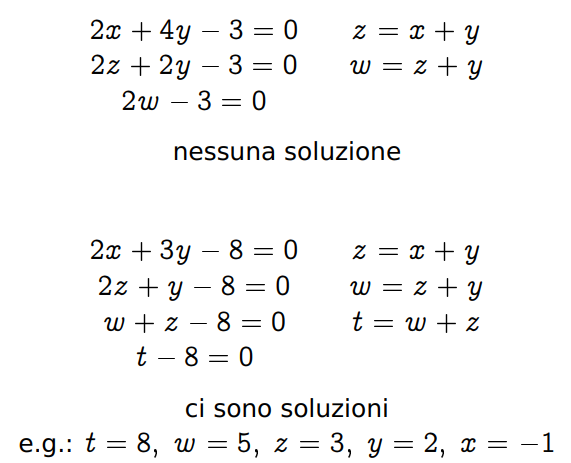 2x + 4y − 3 = 0 z = x + y
2z + 2y − 3 = 0 w = z + y
2w − 3 = 0
nessuna soluzione
2x + 3y − 8 = 0 z = x + y
2z + y − 8 = 0 w = z + y
w + z − 8 = 0 t = w + z
t − 8 = 0
ci sono soluzioni
e.g.: t = 8, w = 5, z = 3, y = 2, x = −1